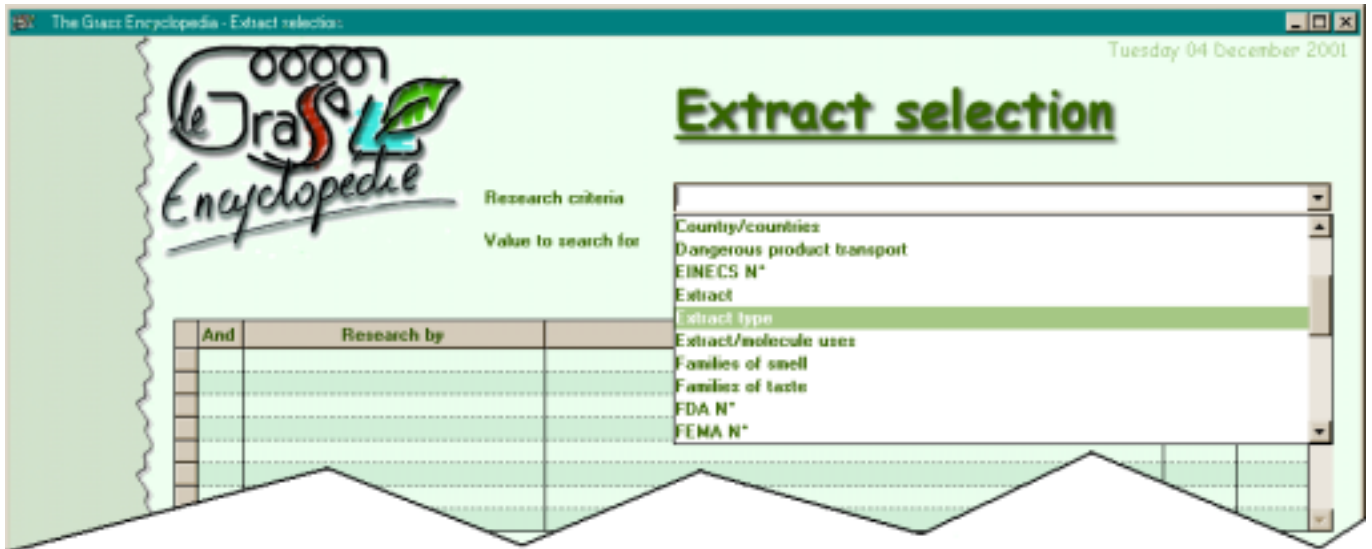 The Grass Encyclopedia - Extract selection
Tuesday 04 December 2001
le Grasse
Encyclopédie
Extract selection
Research criteria
Value to search for
Country/countries
Dangerous product transport
EINECS N°
Extract
Extract type
Extract/molecule uses
Families of smell
Families of taste
FDA N°
FEMA N°
And Research by